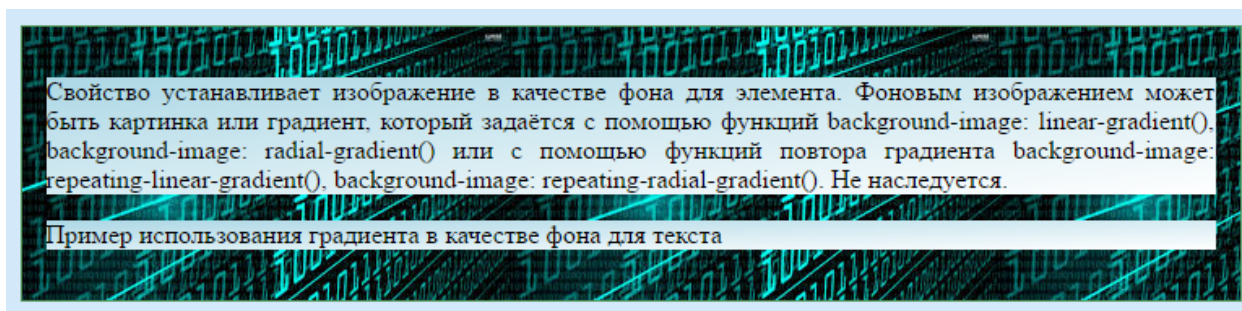 Свойство устанавливает изображение в качестве фона для элемента. Фоновым изображением может
быть картинка или градиент, который задаётся с помощью функций background-image: linear-gradient(),
background-image: radial-gradient() или с помощью функций повтора градиента background-image:
repeating-linear-gradient(), background-image: repeating-radial-gradient(). Не наследуется.
Пример использования градиента в качестве фона для текста